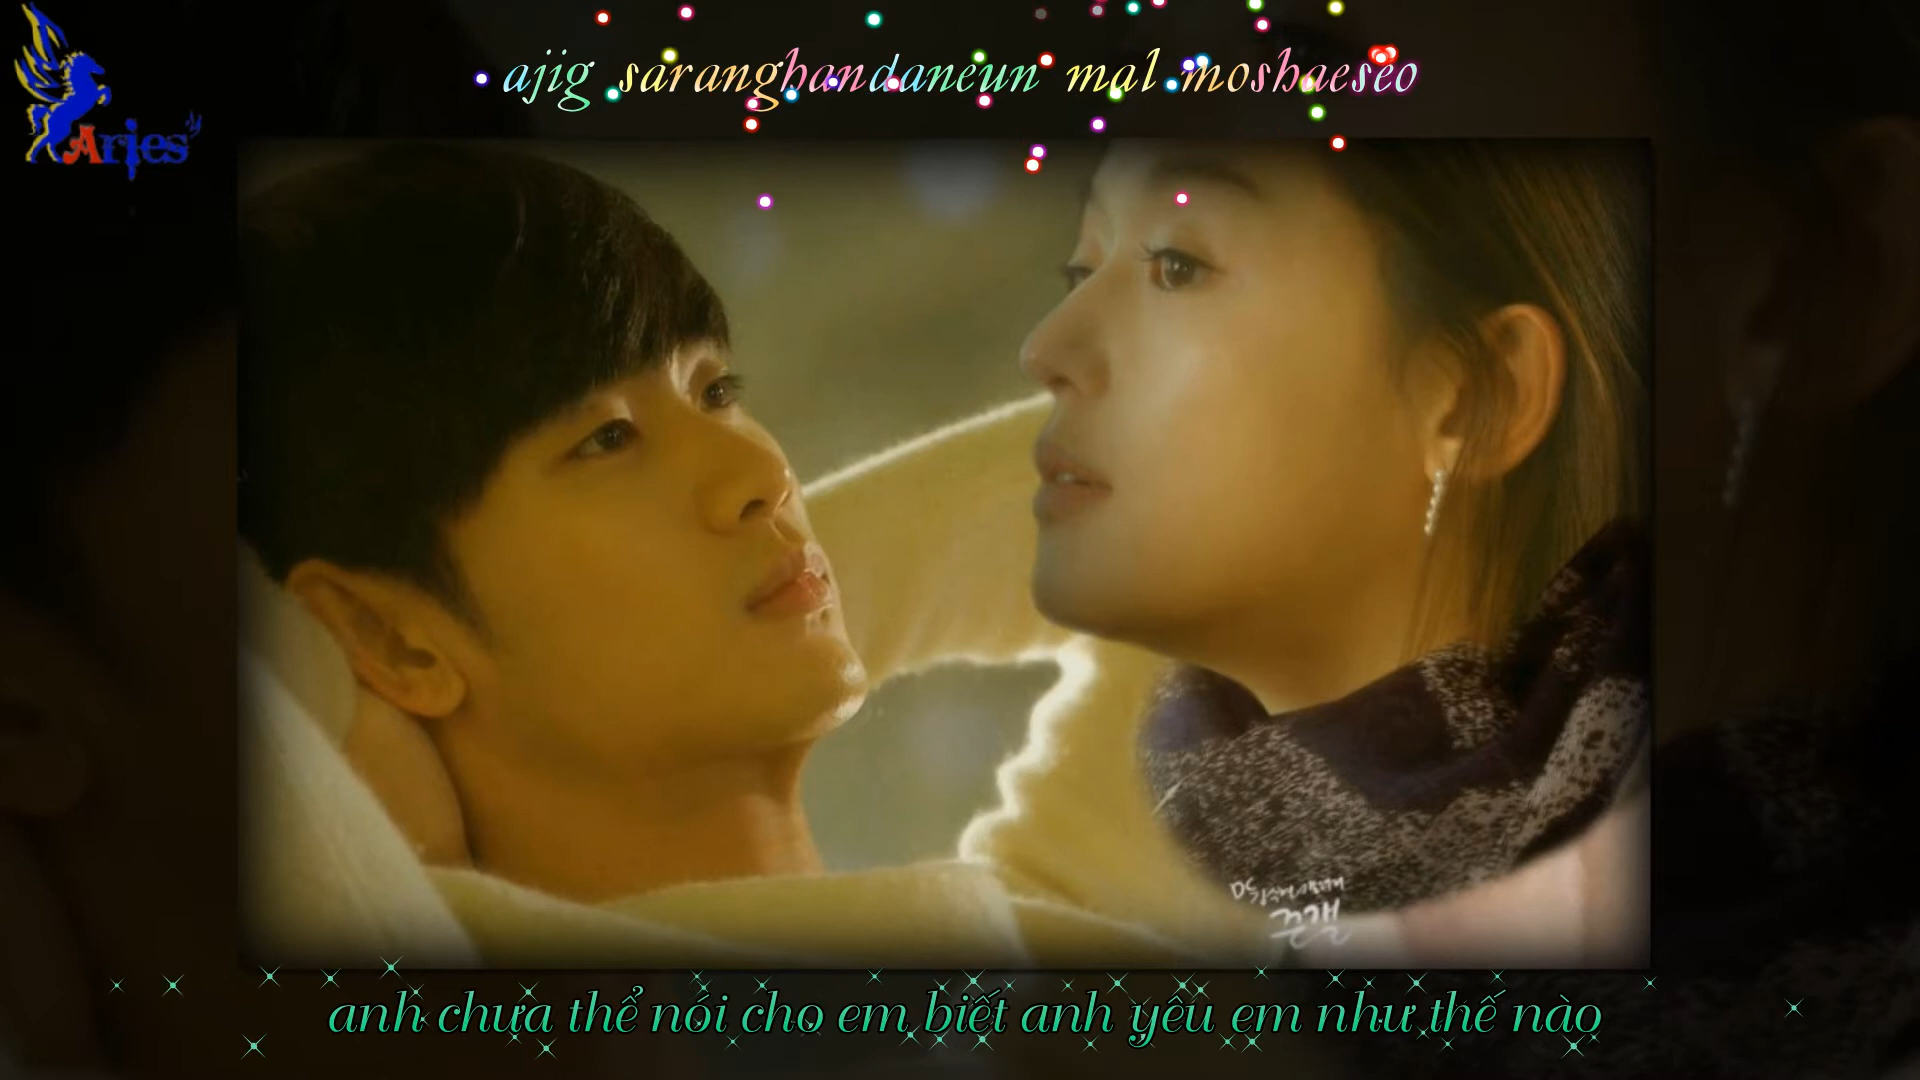 Aries
ajig saranghandaneun mal moshaeseo
anh chưa thể nói cho em biết anh yêu em như thế nào